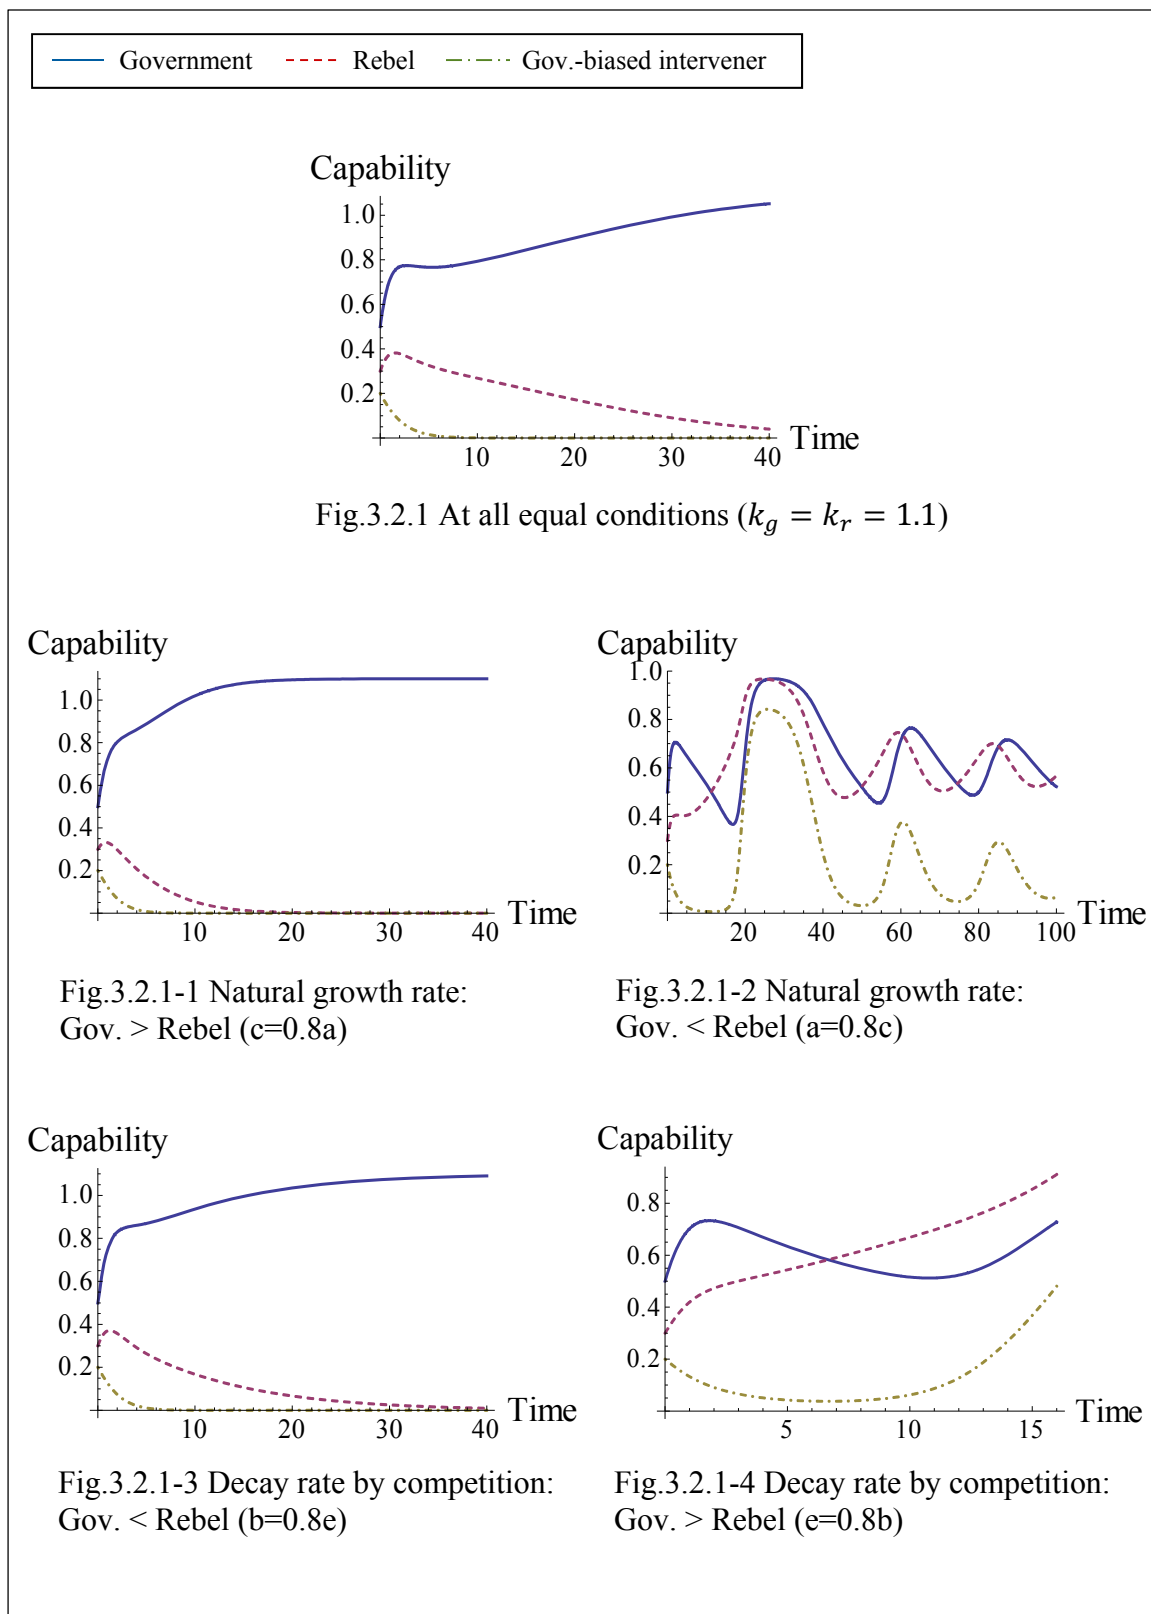 Government Rebel Gov.-biased intervener
Capability
1.0
0.8
0.6
0.4
0.2
10 20 30 40 Time
Fig.3.2.1 At all equal conditions (k_g = k_r = 1.1)
Capability
1.0
0.8
0.6
0.4
0.2
10 20 30 40 Time
Fig.3.2.1-1 Natural growth rate:
Gov. > Rebel (c=0.8a)
Capability
1.0
0.8
0.6
0.4
0.2
20 40 60 80 100 Time
Fig.3.2.1-2 Natural growth rate:
Gov. < Rebel (a=0.8c)
Capability
1.0
0.8
0.6
0.4
0.2
10 20 30 40 Time
Fig.3.2.1-3 Decay rate by competition:
Gov. < Rebel (b=0.8e)
Capability
0.8
0.6
0.4
0.2
5 10 15 Time
Fig.3.2.1-4 Decay rate by competition:
Gov. > Rebel (e=0.8b)